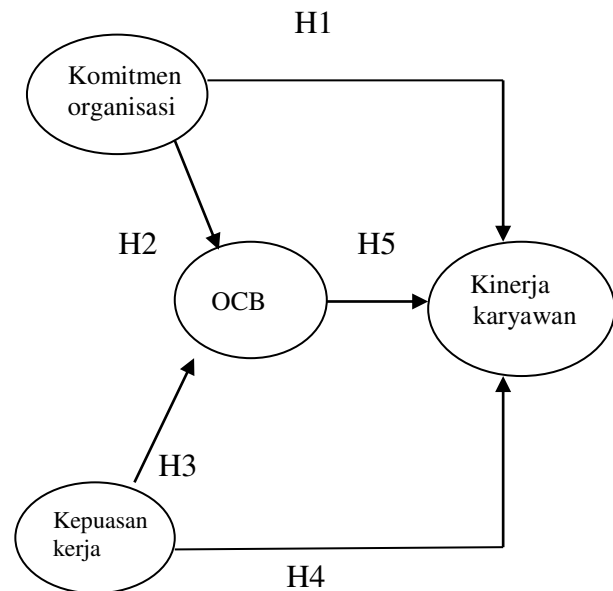 H1
Komitmen
organisasi
H2
H5
OCB
Kinerja
karyawan
H3
Kepuasan
kerja
H4